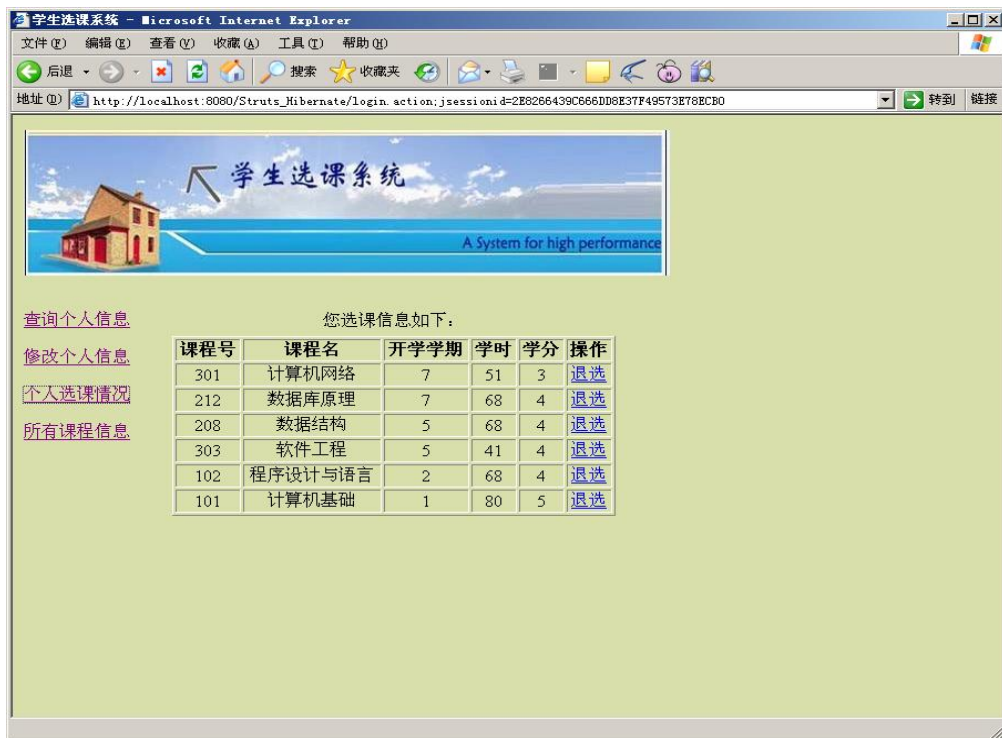 学生选课系统 - Microsoft Internet Explorer
文件(F) 编辑(E) 查看(V) 收藏(A) 工具(T) 帮助(H)
后退 搜索 收藏夹
地址(D) http://localhost:8080/Struts_Hibernate/login.action;jsessionid=2E8266439C666DD8E37F49573E78ECB0 转到 链接
学生选课系统
A System for high performance
查询个人信息
修改个人信息
个人选课情况
所有课程信息
您选课信息如下:
课程号 课程名 开学学期 学时 学分 操作
301 计算机网络 7 51 3 退选
212 数据库原理 7 68 4 退选
208 数据结构 5 68 4 退选
303 软件工程 5 41 4 退选
102 程序设计与语言 2 68 4 退选
101 计算机基础 1 80 5 退选